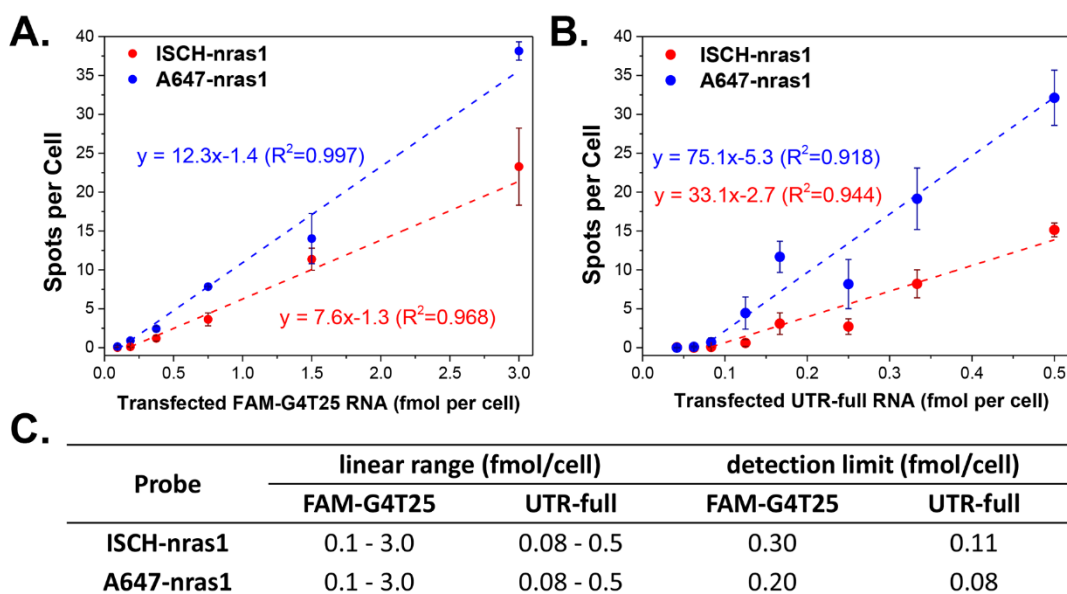 A.
ISCH-nras1
A647-nras1
y = 12.3x-1.4 (R²=0.997)
y = 7.6x-1.3 (R²=0.968)
Spots per Cell
40
35
30
25
20
15
10
5
0
0.0 0.5 1.0 1.5 2.0 2.5 3.0
Transfected FAM-G4T25 RNA (fmol per cell)
B.
ISCH-nras1
A647-nras1
y = 75.1x-5.3 (R²=0.918)
y = 33.1x-2.7 (R²=0.944)
Spots per Cell
40
35
30
25
20
15
10
5
0
0.0 0.1 0.2 0.3 0.4 0.5
Transfected UTR-full RNA (fmol per cell)
C.
Probe linear range (fmol/cell) detection limit (fmol/cell)
FAM-G4T25 UTR-full FAM-G4T25 UTR-full
ISCH-nras1 0.1 - 3.0 0.08 - 0.5 0.30 0.11
A647-nras1 0.1 - 3.0 0.08 - 0.5 0.20 0.08